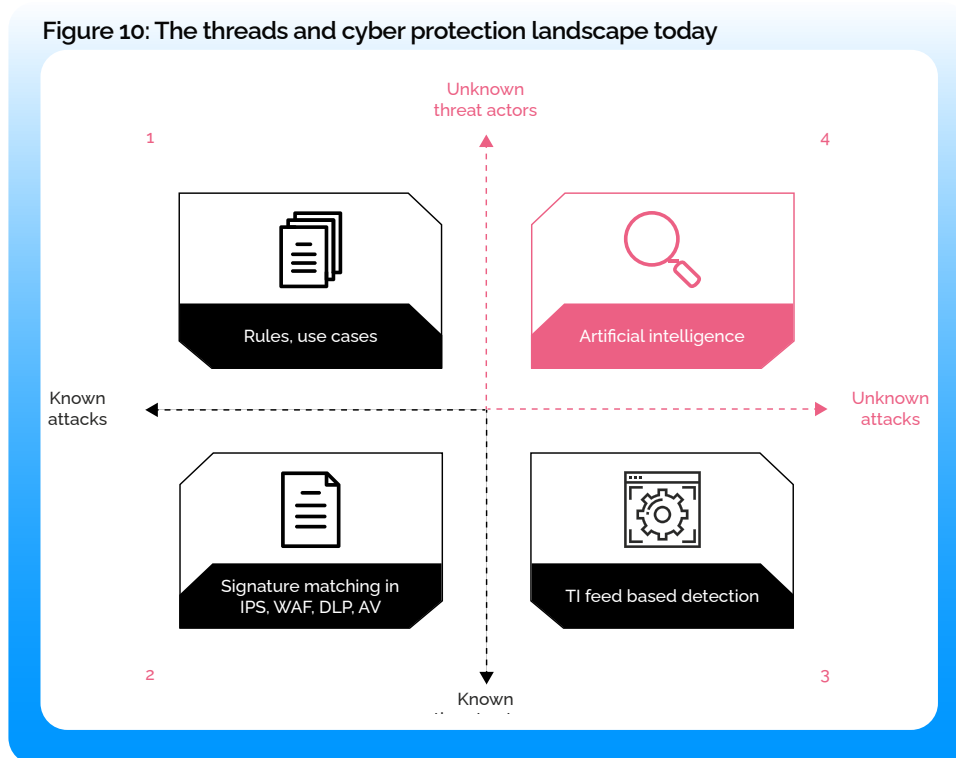 Figure 10: The threads and cyber protection landscape today
Unknown
threat actors
1
4
Rules, use cases
Artificial intelligence
Known
attacks
Unknown
attacks
Signature matching in
IPS, WAF, DLP, AV
TI feed based detection
2
3
Known